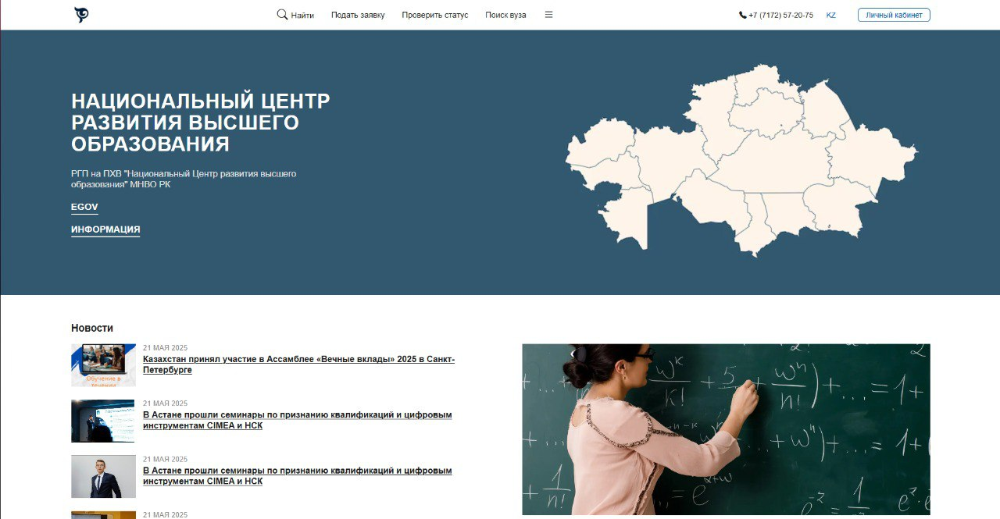 Найти
Подать заявку
Проверить статус
Поиск вуза
+7 (7172) 57-20-75
KZ
Личный кабинет
НАЦИОНАЛЬНЫЙ ЦЕНТР
РАЗВИТИЯ ВЫСШЕГО
ОБРАЗОВАНИЯ
РГП на ПХВ "Национальный Центр развития высшего
образования" МНВО РК
EGOV
ИНФОРМАЦИЯ
Новости
21 МАЯ 2025
Казахстан принял участие в Ассамблее «Вечные вклады» 2025 в Санкт-
Петербурге
Обучение в
течении
21 МАЯ 2025
В Астане прошли семинары по признанию квалификаций и цифровым
инструментам CIMEA и НСК
21 МАЯ 2025
В Астане прошли семинары по признанию квалификаций и цифровым
инструментам CIMEA и НСК
21 МАЯ 2025